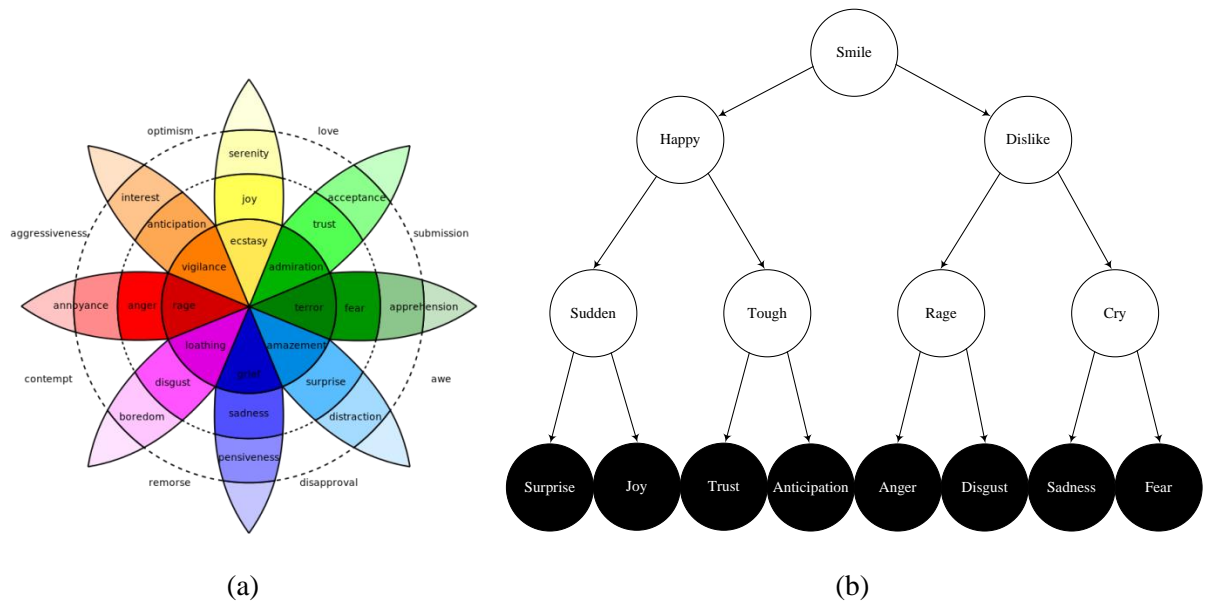 optimism
love
serenity
interest
acceptance
joy
anticipation
trust
aggressiveness
submission
ecstasy
vigilance
admiration
annoyance
anger
rage
terror
fear
apprehension
loathing
amazement
grief
contempt
disgust
surprise
awe
boredom
sadness
distraction
pensiveness
remorse
disapproval
(a)
Smile
Happy
Dislike
Sudden
Tough
Rage
Cry
Surprise
Joy
Trust
Anticipation
Anger
Disgust
Sadness
Fear
(b)